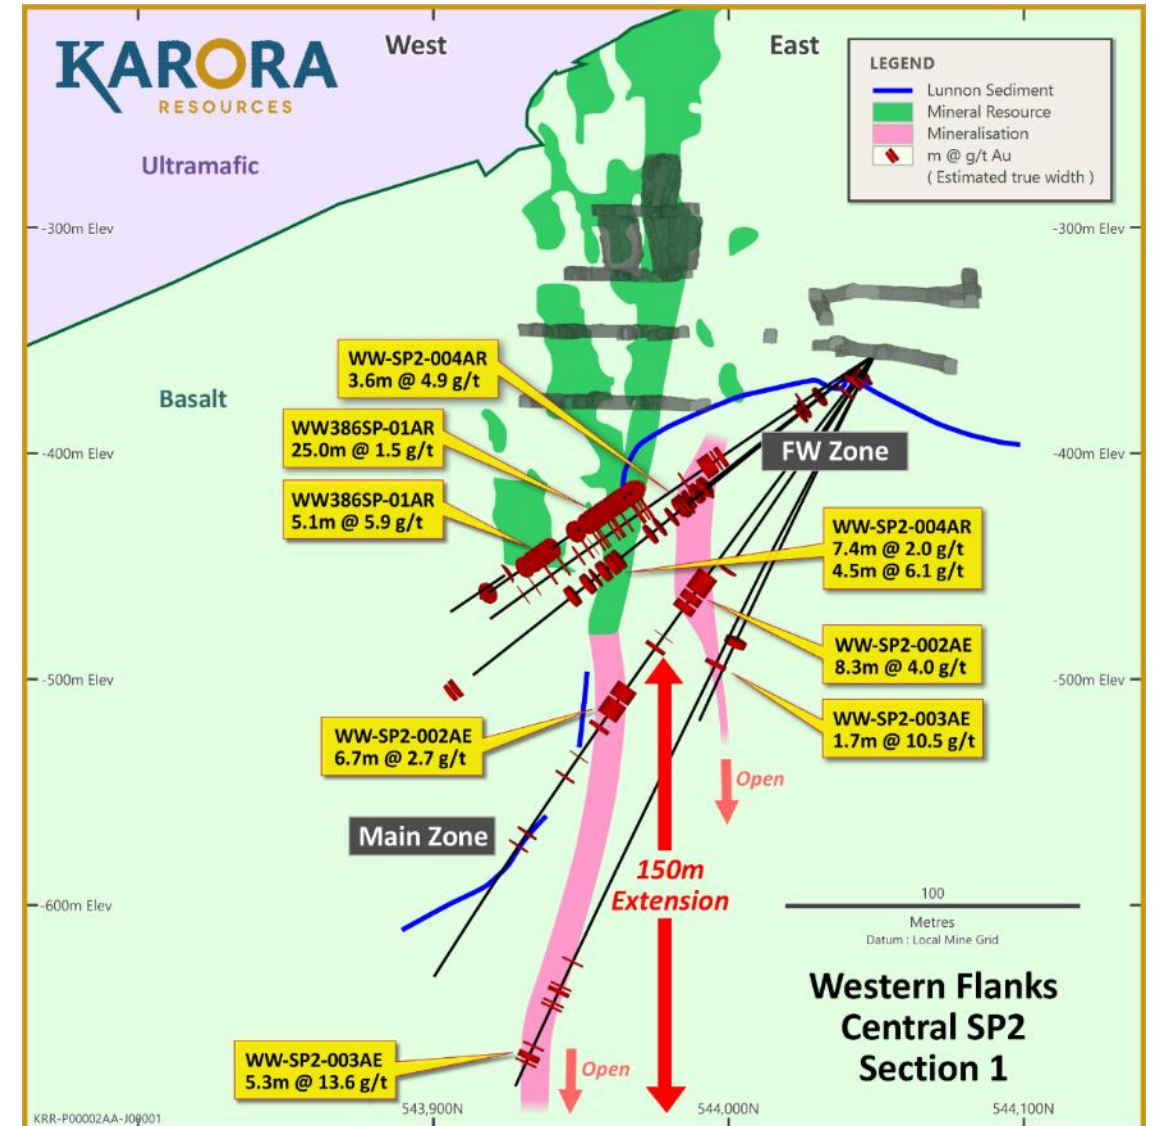 KARORA
RESOURCES
West
East
LEGEND
Lunnon Sediment
Mineral Resource
Mineralisation
m @ g/t Au
( Estimated true width )
Ultramafic
-300m Elev
-300m Elev
WW-SP2-004AR
3.6m @ 4.9 g/t
Basalt
WW386SP-01AR
25.0m @ 1.5 g/t
-400m Elev
FW Zone
-400m Elev
WW386SP-01AR
5.1m @ 5.9 g/t
WW-SP2-004AR
7.4m @ 2.0 g/t
4.5m @ 6.1 g/t
WW-SP2-002AE
8.3m @ 4.0 g/t
-500m Elev
-500m Elev
WW-SP2-003AE
1.7m @ 10.5 g/t
WW-SP2-002AE
6.7m @ 2.7 g/t
Open
Main Zone
150m
Extension
-600m Elev
100
Metres
Datum : Local Mine Grid
Western Flanks
Central SP2
Section 1
WW-SP2-003AE
5.3m @ 13.6 g/t
Open
KRR-P00002AA-J00001
543,900N
544,000N
544,100N